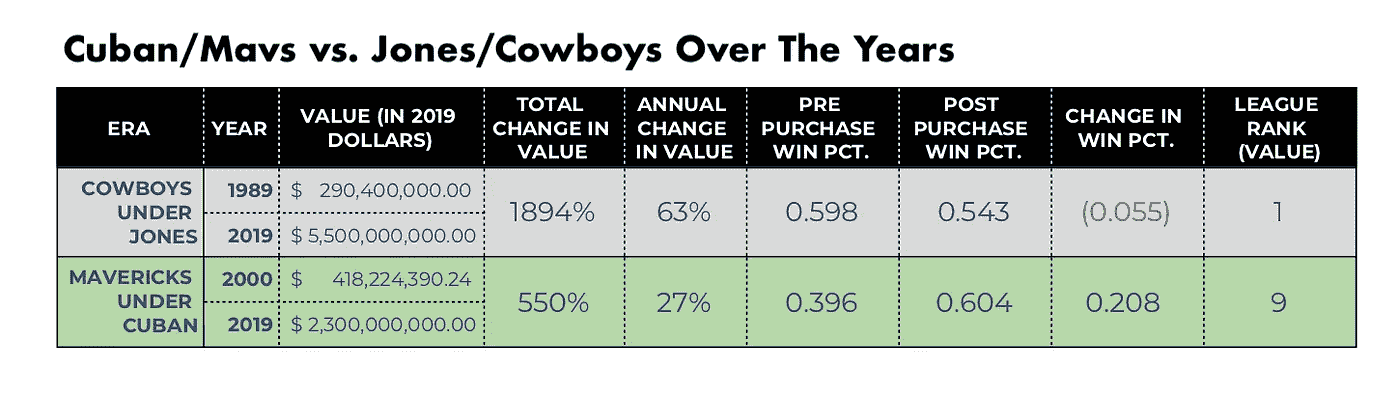 Cuban/Mavs vs. Jones/Cowboys Over The Years
ERA
YEAR
VALUE (IN 2019
DOLLARS)
TOTAL
CHANGE IN
VALUE
ANNUAL
CHANGE
IN VALUE
PRE
PURCHASE
WIN PCT.
POST
PURCHASE
WIN PCT.
CHANGE IN
WIN PCT.
LEAGUE
RANK
(VALUE)
COWBOYS
UNDER
JONES
1989
$ 290,400,000.00
2019
$ 5,500,000,000.00
1894%
63%
0.598
0.543
(0.055)
1
MAVERICKS
UNDER
CUBAN
2000
$ 418,224,390.24
2019
$ 2,300,000,000.00
550%
27%
0.396
0.604
0.208
9